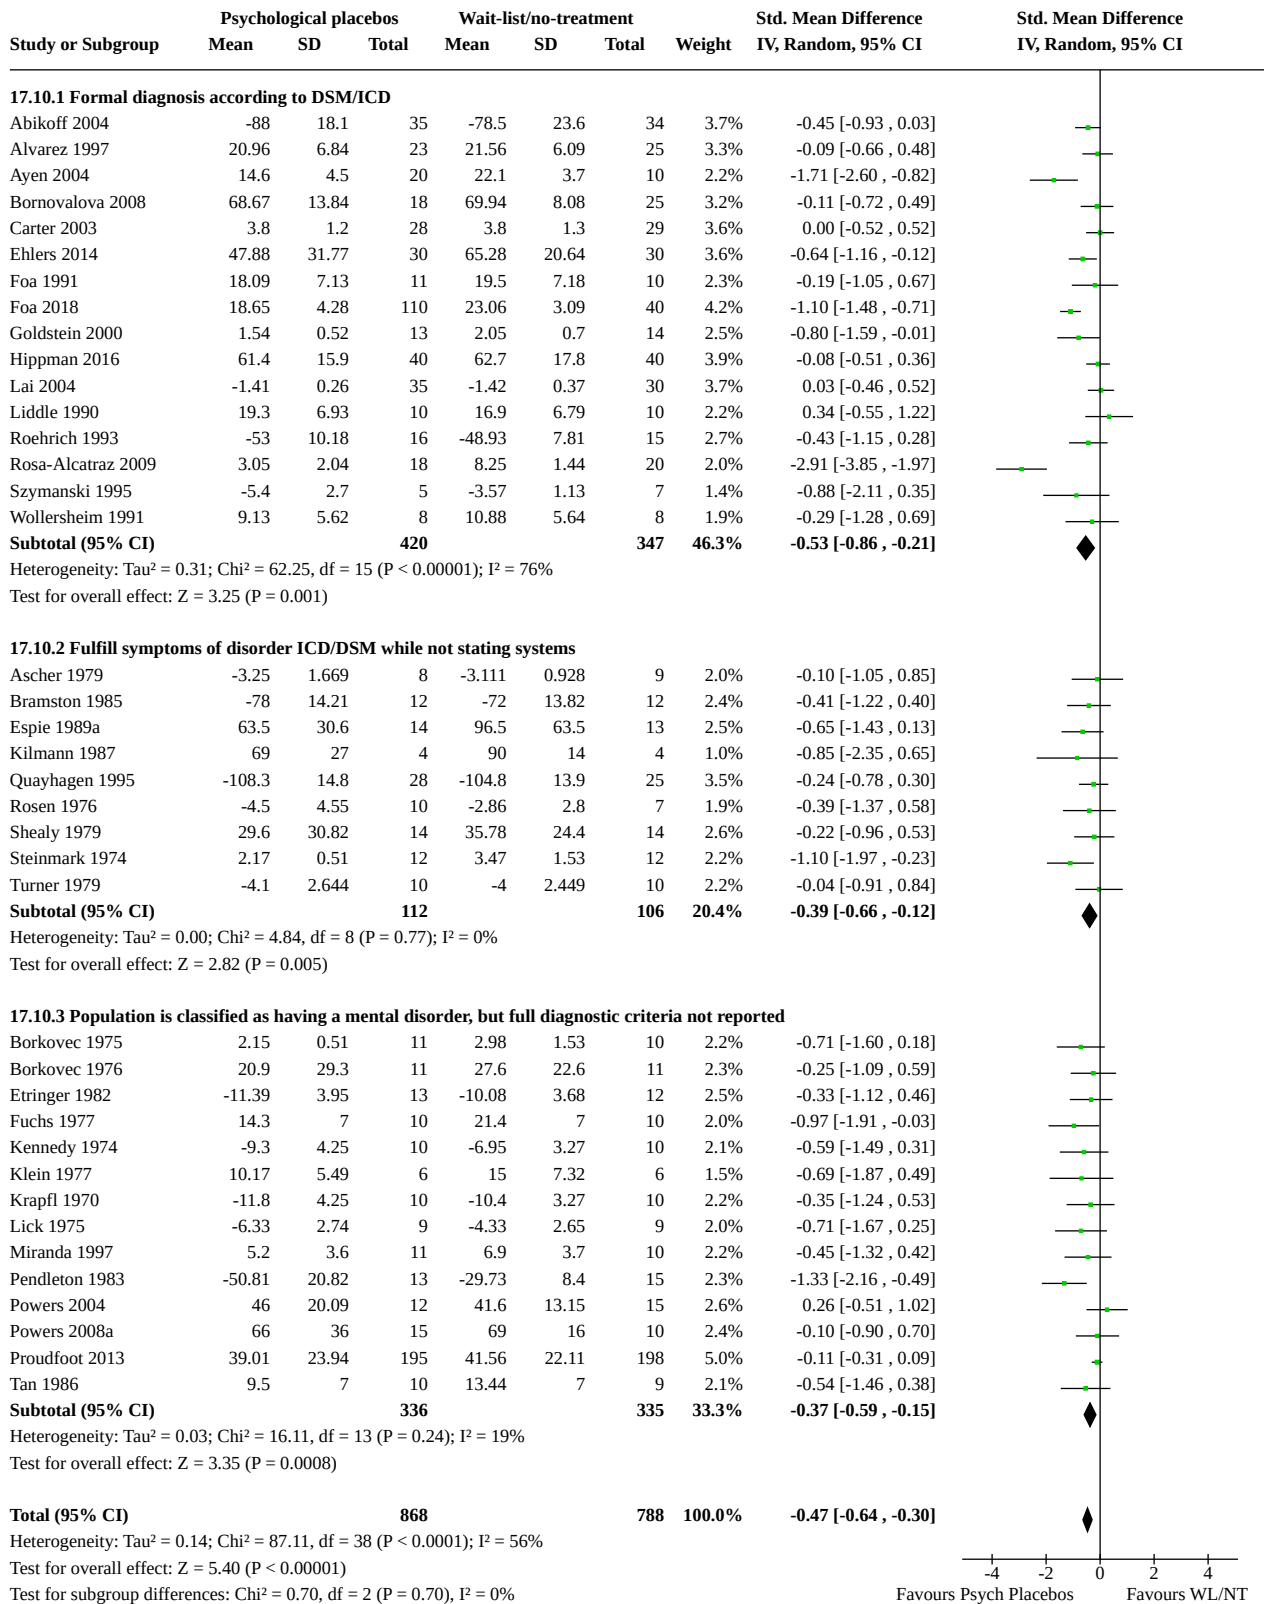 Psychological placebos Wait-list/no-treatment Std. Mean Difference Std. Mean Difference
Study or Subgroup Mean SD Total Mean SD Total Weight IV, Random, 95% CI IV, Random, 95% CI
17.10.1 Formal diagnosis according to DSM/ICD
Abikoff 2004 -88 18.1 35 -78.5 23.6 34 3.7% -0.45 [-0.93 , 0.03]
Alvarez 1997 20.96 6.84 23 21.56 6.09 25 3.3% -0.09 [-0.66 , 0.48]
Ayen 2004 14.6 4.5 20 22.1 3.7 10 2.2% -1.71 [-2.60 , -0.82]
Bornovalova 2008 68.67 13.84 18 69.94 8.08 25 3.2% -0.11 [-0.72 , 0.49]
Carter 2003 3.8 1.2 28 3.8 1.3 29 3.6% 0.00 [-0.52 , 0.52]
Ehlers 2014 47.88 31.77 30 65.28 20.64 30 3.6% -0.64 [-1.16 , -0.12]
Foa 1991 18.09 7.13 11 19.5 7.18 10 2.3% -0.19 [-1.05 , 0.67]
Foa 2018 18.65 4.28 110 23.06 3.09 40 4.2% -1.10 [-1.48 , -0.71]
Goldstein 2000 1.54 0.52 13 2.05 0.7 14 2.5% -0.80 [-1.59 , -0.01]
Hippman 2016 61.4 15.9 40 62.7 17.8 40 3.9% -0.08 [-0.51 , 0.36]
Lai 2004 -1.41 0.26 35 -1.42 0.37 30 3.7% 0.03 [-0.46 , 0.52]
Liddle 1990 19.3 6.93 10 16.9 6.79 10 2.2% 0.34 [-0.55 , 1.22]
Roehrich 1993 -53 10.18 16 -48.93 7.81 15 2.7% -0.43 [-1.15 , 0.28]
Rosa-Alcatraz 2009 3.05 2.04 18 8.25 1.44 20 2.0% -2.91 [-3.85 , -1.97]
Szymanski 1995 -5.4 2.7 5 -3.57 1.13 7 1.4% -0.88 [-2.11 , 0.35]
Wollersheim 1991 9.13 5.62 8 10.88 5.64 8 1.9% -0.29 [-1.28 , 0.69]
Subtotal (95% CI) 420 347 46.3% -0.53 [-0.86 , -0.21]
Heterogeneity: Tau² = 0.31; Chi² = 62.25, df = 15 (P < 0.00001); I² = 76%
Test for overall effect: Z = 3.25 (P = 0.001)
17.10.2 Fulfill symptoms of disorder ICD/DSM while not stating systems
Ascher 1979 -3.25 1.669 8 -3.111 0.928 9 2.0% -0.10 [-1.05 , 0.85]
Bramston 1985 -78 14.21 12 -72 13.82 12 2.4% -0.41 [-1.22 , 0.40]
Espie 1989a 63.5 30.6 14 96.5 63.5 13 2.5% -0.65 [-1.43 , 0.13]
Kilmann 1987 69 27 4 90 14 4 1.0% -0.85 [-2.35 , 0.65]
Quayhagen 1995 -108.3 14.8 28 -104.8 13.9 25 3.5% -0.24 [-0.78 , 0.30]
Rosen 1976 -4.5 4.55 10 -2.86 2.8 7 1.9% -0.39 [-1.37 , 0.58]
Shealy 1979 29.6 30.82 14 35.78 24.4 14 2.6% -0.22 [-0.96 , 0.53]
Steinmark 1974 2.17 0.51 12 3.47 1.53 12 2.2% -1.10 [-1.97 , -0.23]
Turner 1979 -4.1 2.644 10 -4 2.449 10 2.2% -0.04 [-0.91 , 0.84]
Subtotal (95% CI) 112 106 20.4% -0.39 [-0.66 , -0.12]
Heterogeneity: Tau² = 0.00; Chi² = 4.84, df = 8 (P = 0.77); I² = 0%
Test for overall effect: Z = 2.82 (P = 0.005)
17.10.3 Population is classified as having a mental disorder, but full diagnostic criteria not reported
Borkovec 1975 2.15 0.51 11 2.98 1.53 10 2.2% -0.71 [-1.60 , 0.18]
Borkovec 1976 20.9 29.3 11 27.6 22.6 11 2.3% -0.25 [-1.09 , 0.59]
Etringer 1982 -11.39 3.95 13 -10.08 3.68 12 2.5% -0.33 [-1.12 , 0.46]
Fuchs 1977 14.3 7 10 21.4 7 10 2.0% -0.97 [-1.91 , -0.03]
Kennedy 1974 -9.3 4.25 10 -6.95 3.27 10 2.1% -0.59 [-1.49 , 0.31]
Klein 1977 10.17 5.49 6 15 7.32 6 1.5% -0.69 [-1.87 , 0.49]
Krapfl 1970 -11.8 4.25 10 -10.4 3.27 10 2.2% -0.35 [-1.24 , 0.53]
Lick 1975 -6.33 2.74 9 -4.33 2.65 9 2.0% -0.71 [-1.67 , 0.25]
Miranda 1997 5.2 3.6 11 6.9 3.7 10 2.2% -0.45 [-1.32 , 0.42]
Pendleton 1983 -50.81 20.82 13 -29.73 8.4 15 2.3% -1.33 [-2.16 , -0.49]
Powers 2004 46 20.09 12 41.6 13.15 15 2.6% 0.26 [-0.51 , 1.02]
Powers 2008a 66 36 15 69 16 10 2.4% -0.10 [-0.90 , 0.70]
Proudfoot 2013 39.01 23.94 195 41.56 22.11 198 5.0% -0.11 [-0.31 , 0.09]
Tan 1986 9.5 7 10 13.44 7 9 2.1% -0.54 [-1.46 , 0.38]
Subtotal (95% CI) 336 335 33.3% -0.37 [-0.59 , -0.15]
Heterogeneity: Tau² = 0.03; Chi² = 16.11, df = 13 (P = 0.24); I² = 19%
Test for overall effect: Z = 3.35 (P = 0.0008)
Total (95% CI) 868 788 100.0% -0.47 [-0.64 , -0.30]
Heterogeneity: Tau² = 0.14; Chi² = 87.11, df = 38 (P < 0.0001); I² = 56%
Test for overall effect: Z = 5.40 (P < 0.00001)
-4 -2 0 2 4
Test for subgroup differences: Chi² = 0.70, df = 2 (P = 0.70), I² = 0% Favours Psych Placebos Favours WL/NT